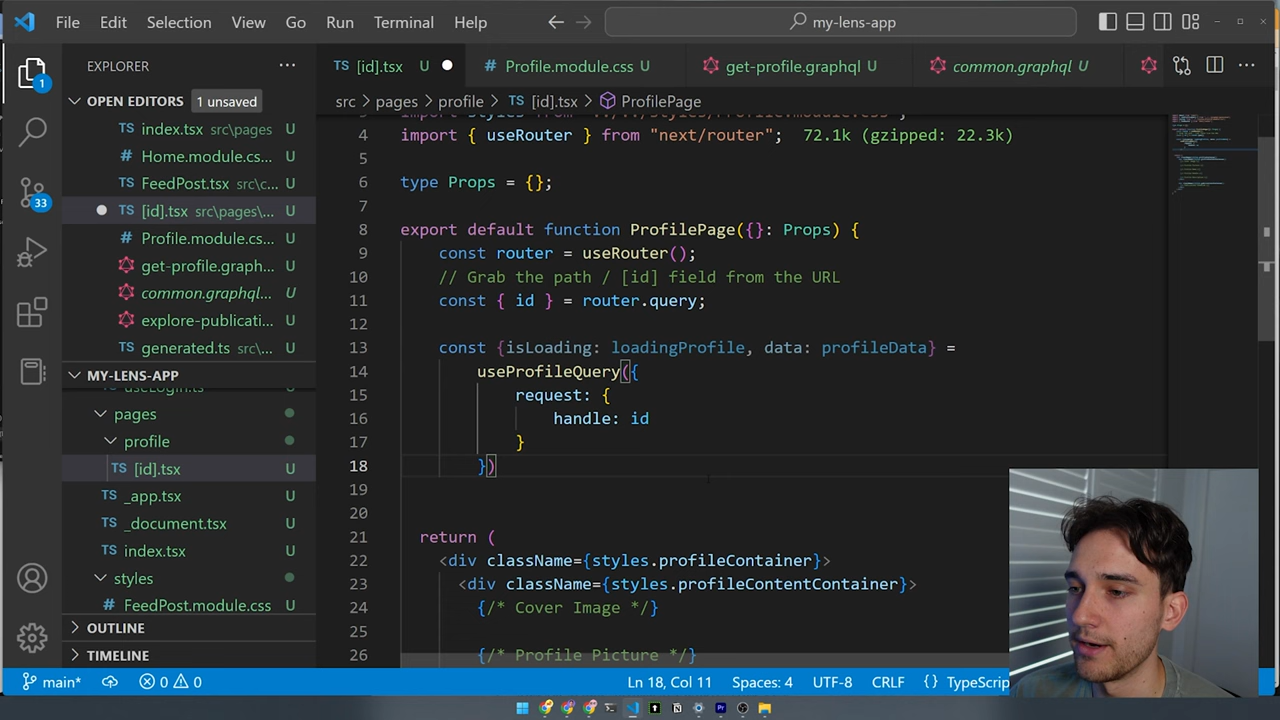 File Edit Selection View Go Run Terminal Help
my-lens-app
EXPLORER
TS [id].tsx U
# Profile.module.css U
get-profile.graphql U
common.graphql U
OPEN EDITORS 1 unsaved
TS index.tsx src\pages U
# Home.module.cs... U
TS FeedPost.tsx src\c... U
TS [id].tsx src\pages\... U
# Profile.module.cs... U
get-profile.graph... U
common.graphql... U
explore-publicati... U
TS generated.ts src\... U
MY-LENS-APP
TS useLogin.ts U
pages
profile
TS [id].tsx U
TS _app.tsx U
TS _document.tsx U
TS index.tsx U
styles
# FeedPost.module.css U
OUTLINE
TIMELINE
1
33
src > pages > profile > TS [id].tsx > ProfilePage
4 import { useRouter } from "next/router"; 72.1k (gzipped: 22.3k)
5
6 type Props = {};
7
8 export default function ProfilePage({}: Props) {
9 const router = useRouter();
10 // Grab the path / [id] field from the URL
11 const { id } = router.query;
12
13 const {isLoading: loadingProfile, data: profileData} =
14 useProfileQuery({
15 request: {
16 handle: id
17 }
18 })
19
20
21 return (
22 <div className={styles.profileContainer}>
23 <div className={styles.profileContentContainer}>
24 {/* Cover Image */}
25
26 {/* Profile Picture */}
main* 0 0 Ln 18, Col 11 Spaces: 4 UTF-8 CRLF {} TypeScrip